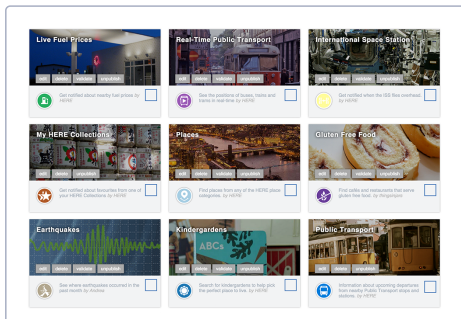 Live Fuel Prices
edit delete validate unpublish
Get notified about nearby fuel prices by
HERE
Real-Time Public Transport
edit delete validate unpublish
See the positions of buses, trams and
trains in real-time by HERE
International Space Station
edit delete validate unpublish
Get notified when the ISS flies overhead.
by HERE
My HERE Collections
edit delete validate unpublish
Get notified about favourites from one of
your HERE Collections by HERE
Places
edit delete validate unpublish
Find places from any of the HERE place
categories. by HERE
Gluten Free Food
edit delete validate unpublish
Find cafés and restaurants that serve
gluten free food. by
Earthquakes
edit delete validate unpublish
See where earthquakes occurred in the
past month by
Kindergardens
ABCs
edit delete validate unpublish
Search for kindergardens to help pick
the perfect place to live. by HERE
Public Transport
edit delete validate unpublish
Information about upcoming departures
from nearby Public Transport stops and
stations. by HERE